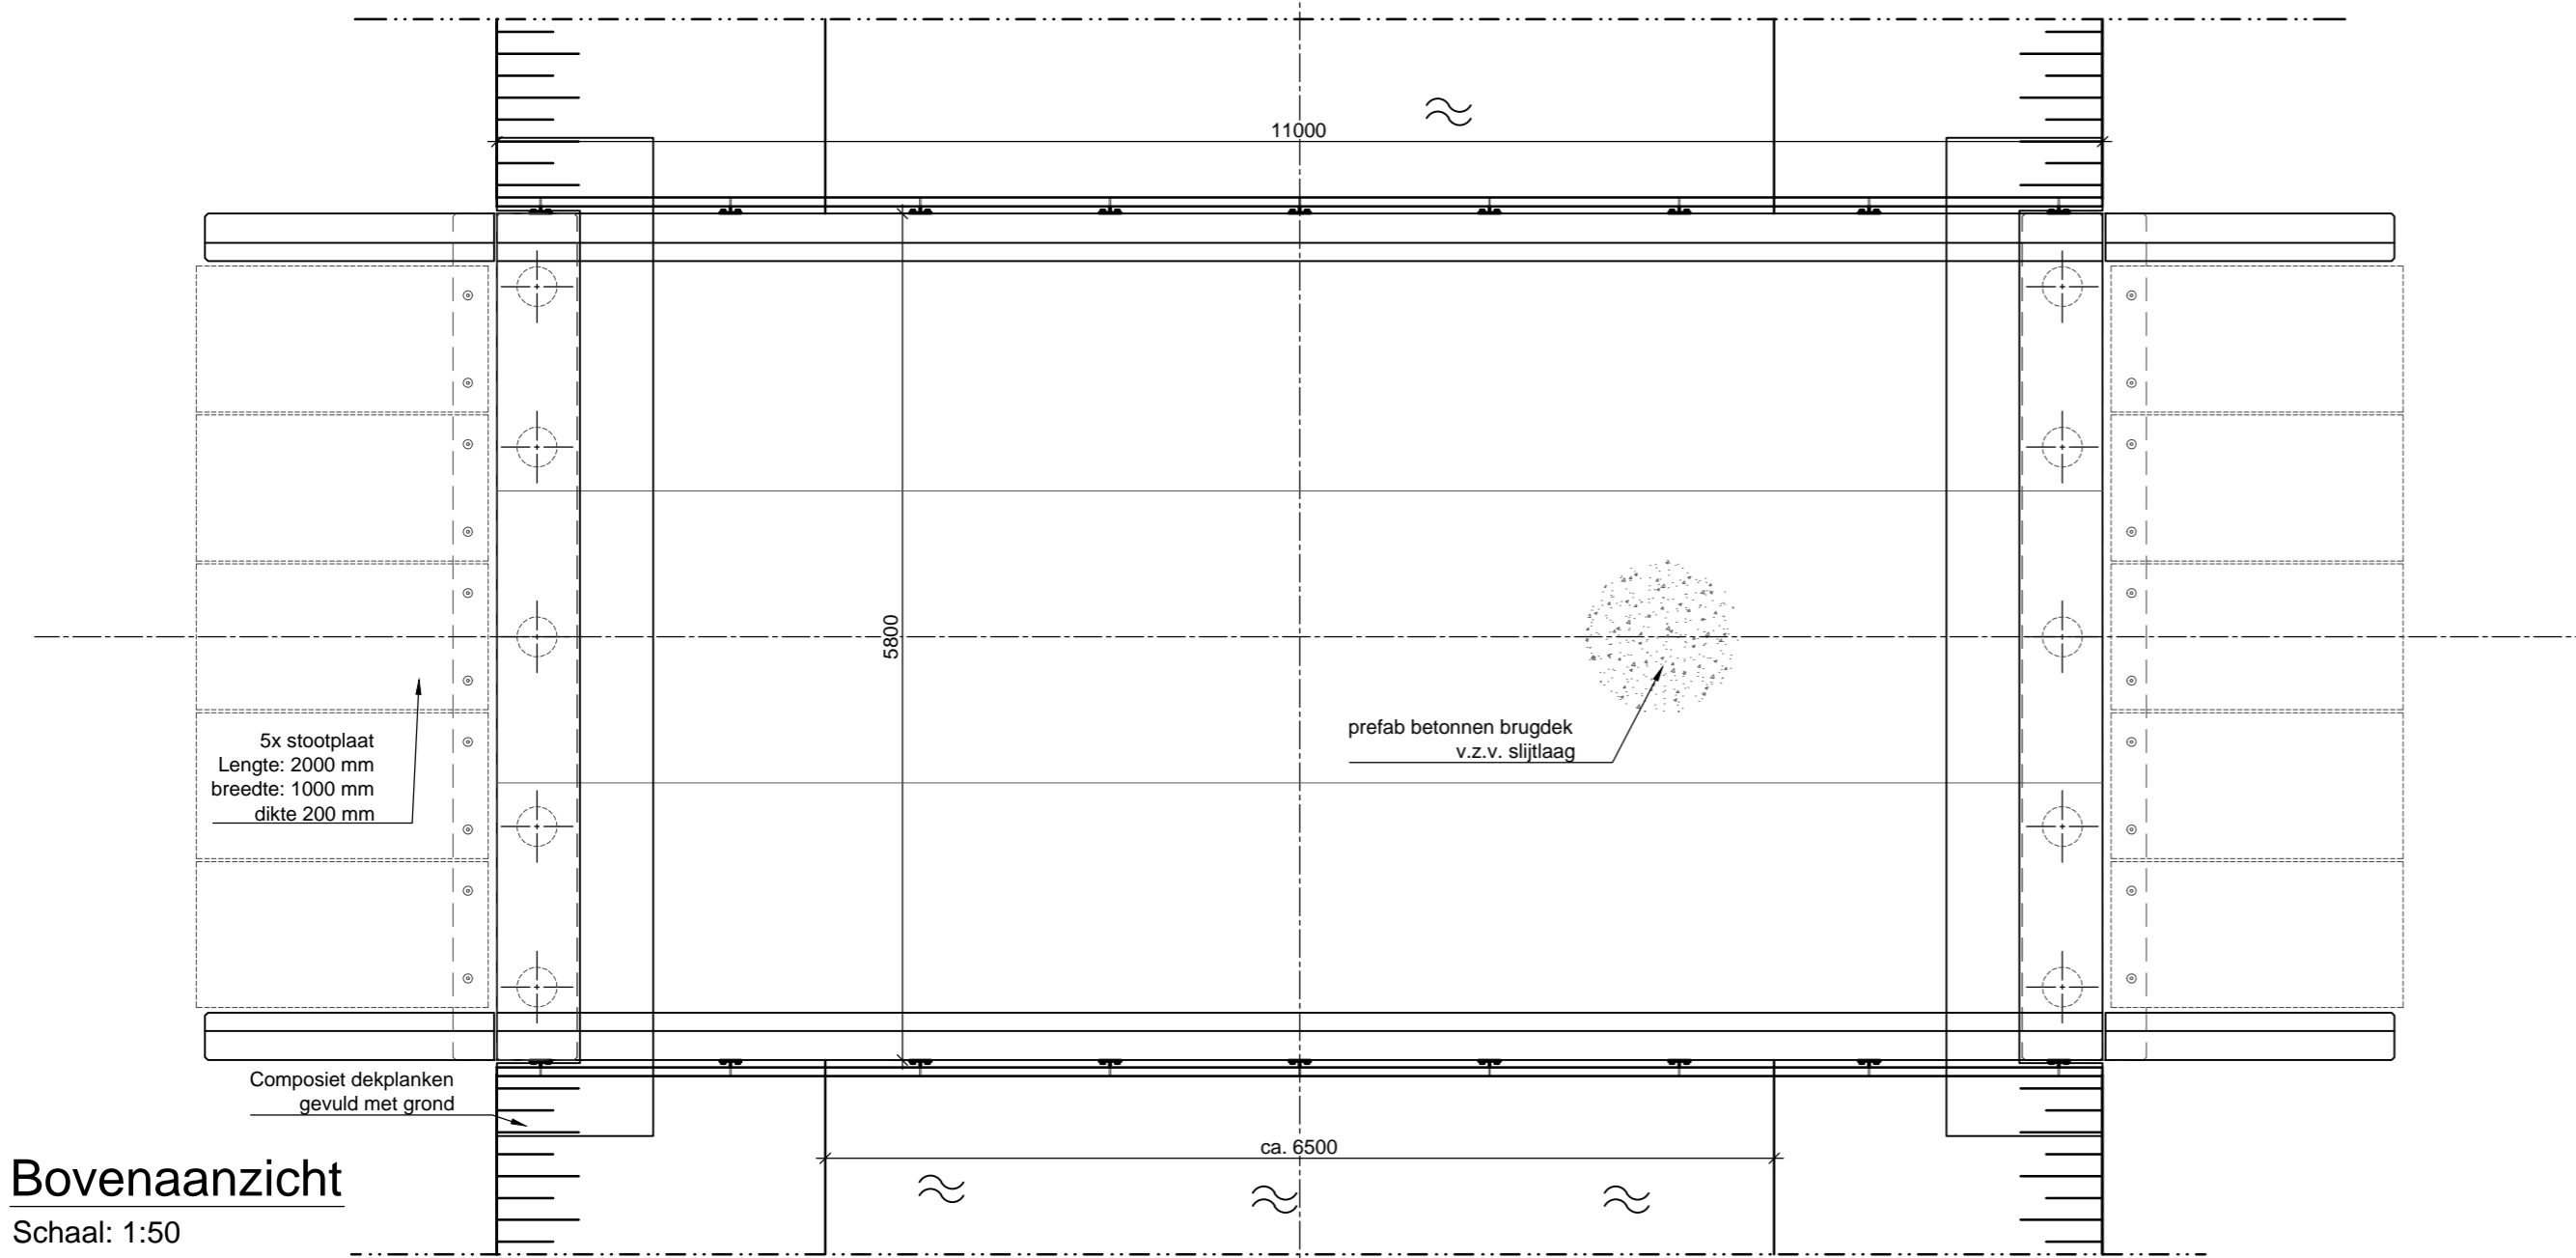 11000
5800
prefab betonnen brugdek
v.z.v. slijtlaag
5x stootplaat
Lengte: 2000 mm
breedte: 1000 mm
dikte 200 mm
Composiet dekplanken
gevuld met grond
ca. 6500
Bovenaanzicht
Schaal: 1:50